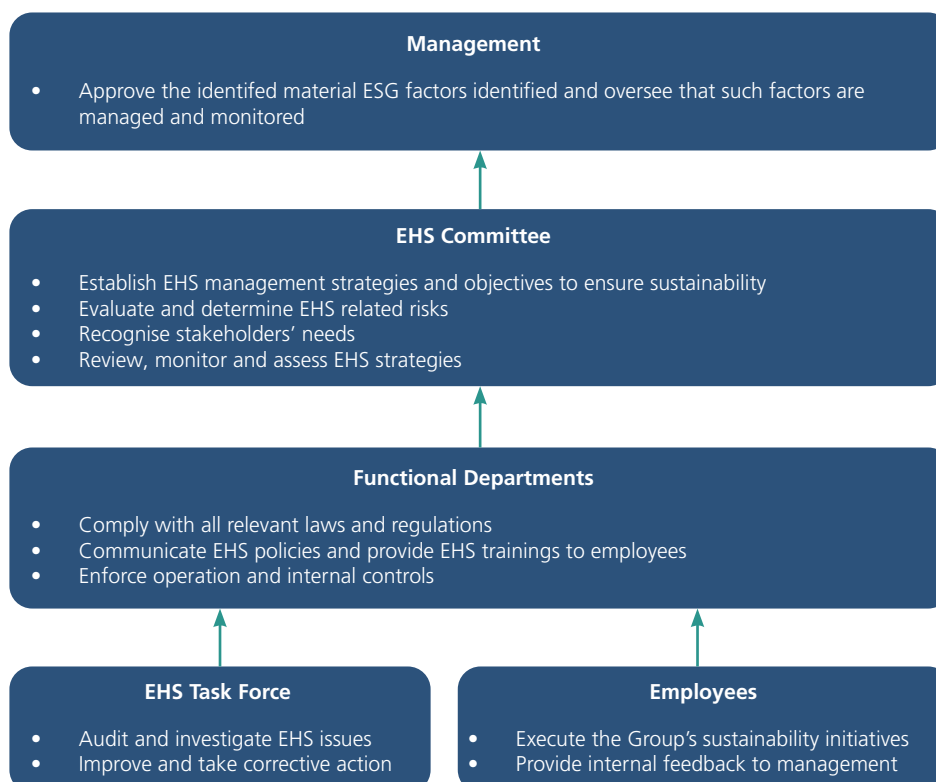 Management
• Approve the identifed material ESG factors identified and oversee that such factors are
managed and monitored
EHS Committee
• Establish EHS management strategies and objectives to ensure sustainability
• Evaluate and determine EHS related risks
• Recognise stakeholders’ needs
• Review, monitor and assess EHS strategies
Functional Departments
• Comply with all relevant laws and regulations
• Communicate EHS policies and provide EHS trainings to employees
• Enforce operation and internal controls
EHS Task Force
• Audit and investigate EHS issues
• Improve and take corrective action
Employees
• Execute the Group’s sustainability initiatives
• Provide internal feedback to management